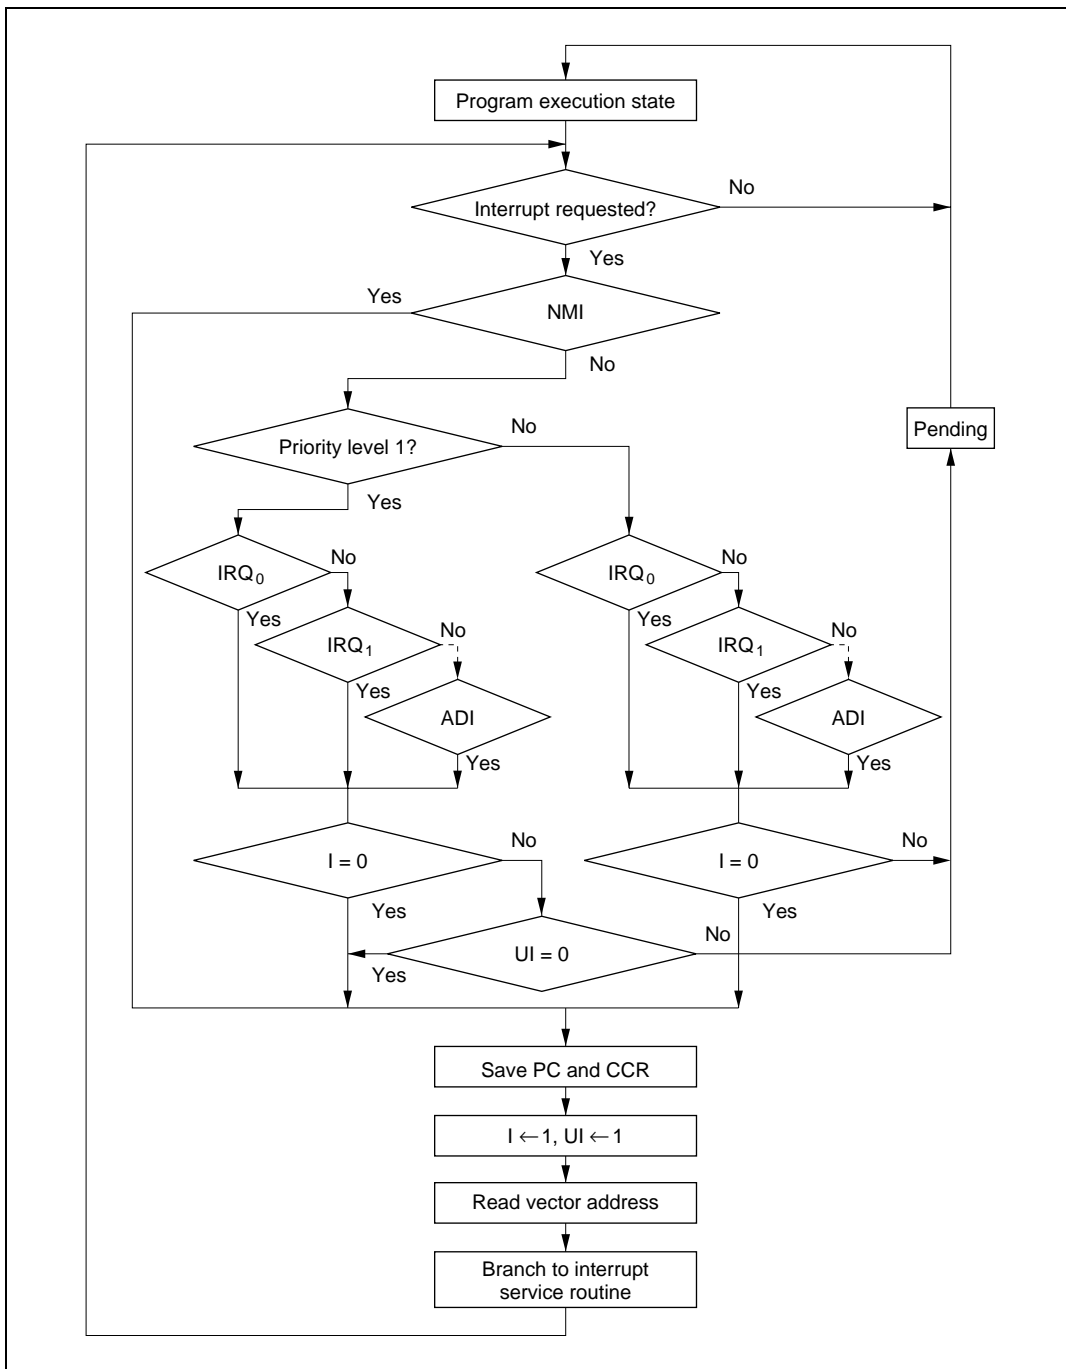 Program execution state
No
Interrupt requested?
Yes
Yes
NMI
No
No
Priority level 1?
Pending
Yes
No
No
IRQ0
IRQ0
Yes
No
Yes
No
IRQ1
IRQ1
Yes
Yes
ADI
ADI
Yes
Yes
No
No
I = 0
I = 0
Yes
Yes
No
UI = 0
Yes
Save PC and CCR
I ← 1, UI ← 1
Read vector address
Branch to interrupt
service routine